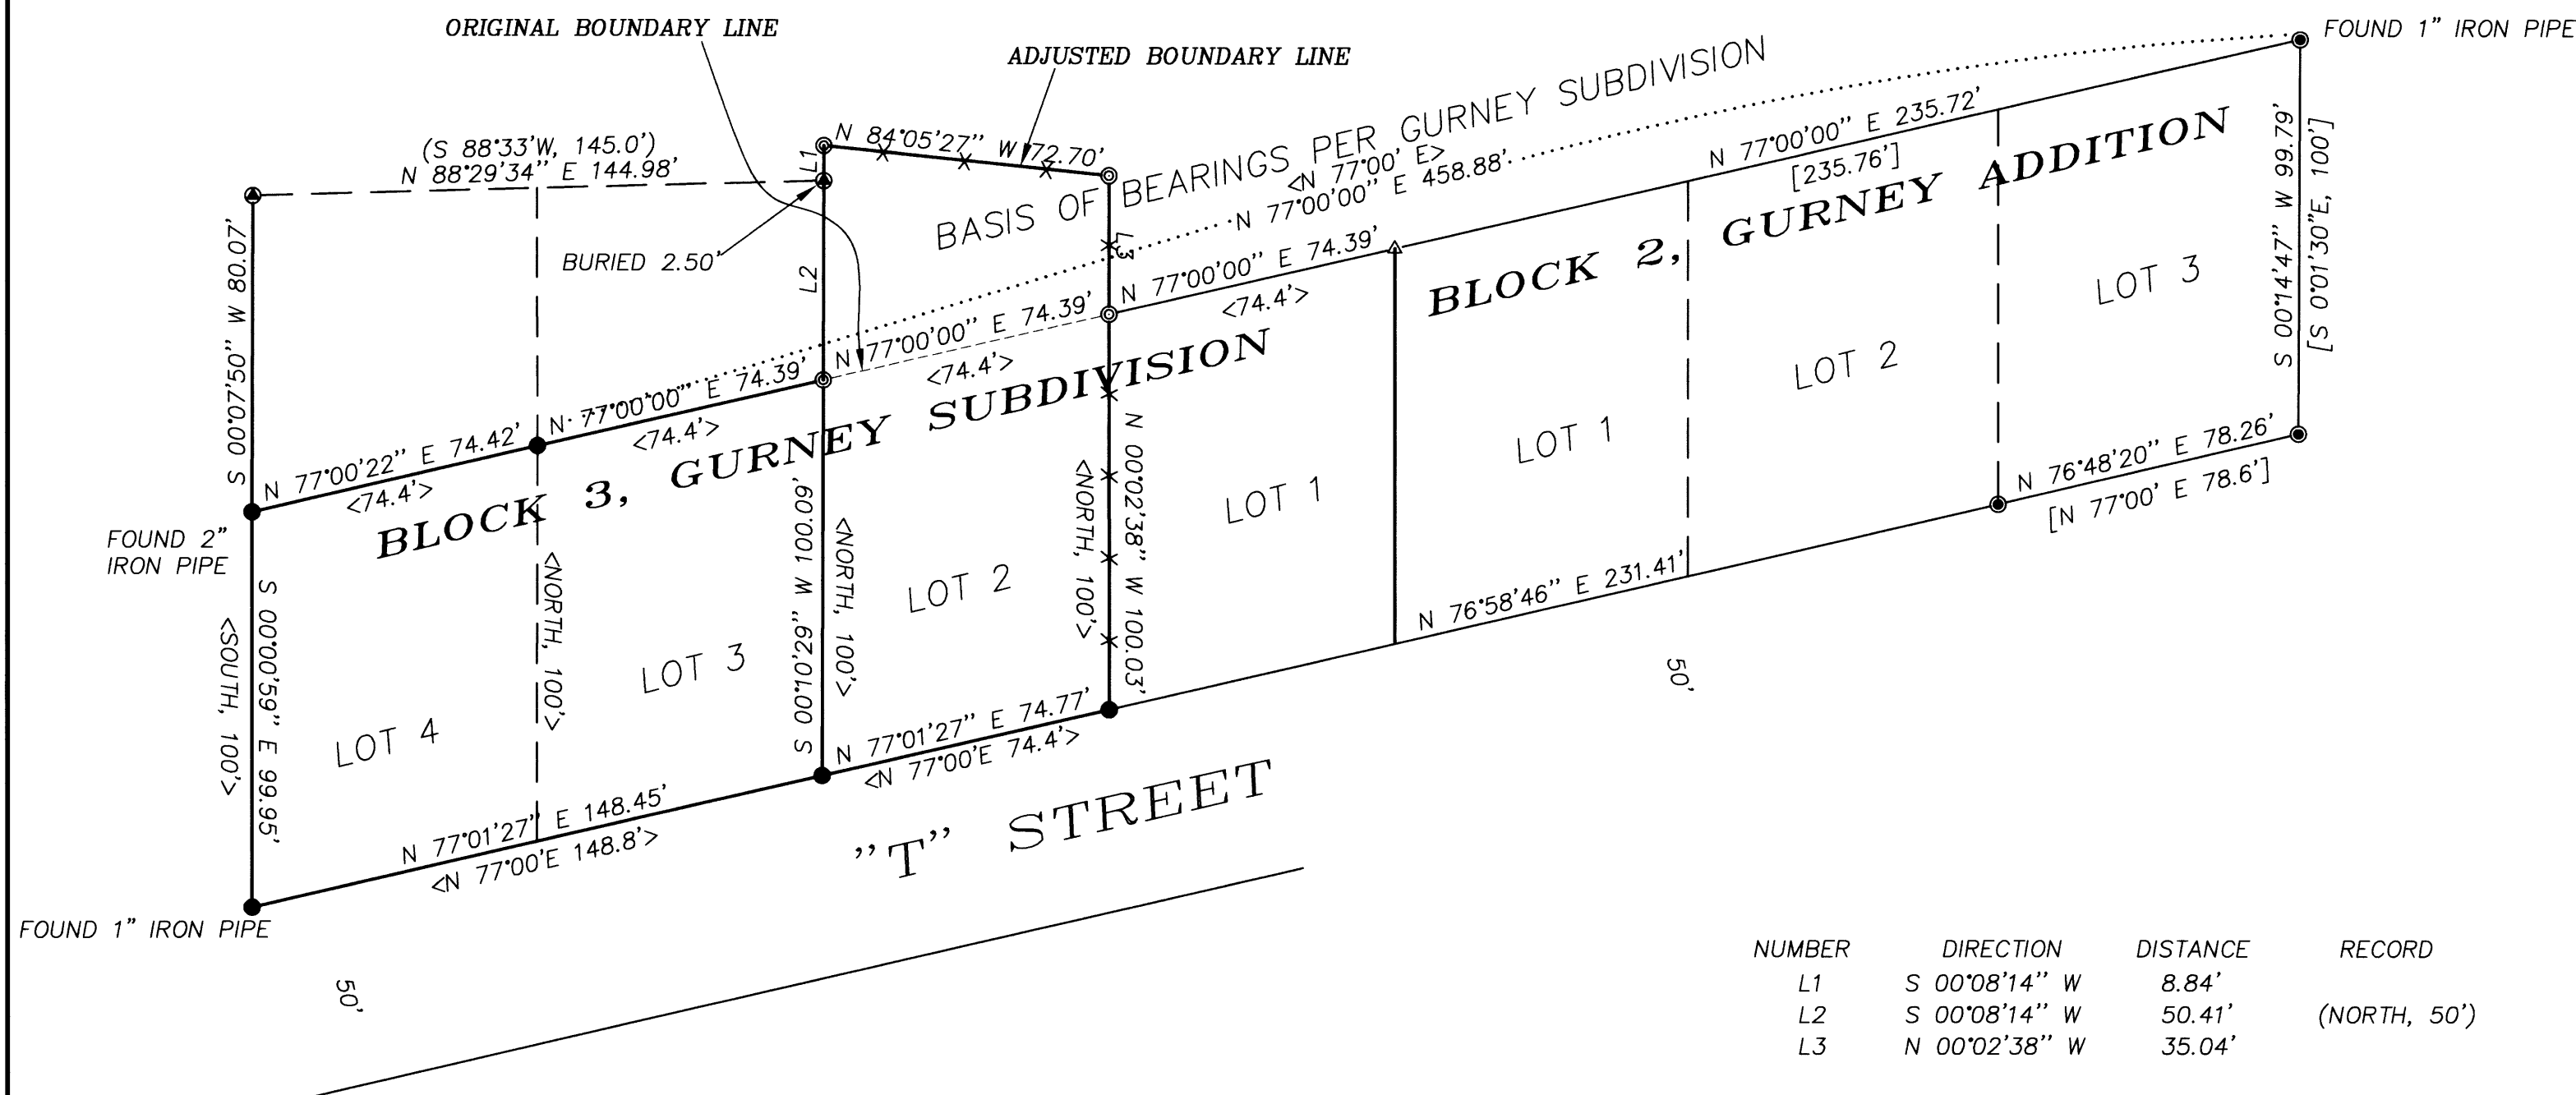 ORIGINAL BOUNDARY LINE
ADJUSTED BOUNDARY LINE
FOUND 1" IRON PIPE
BASIS OF BEARINGS PER GURNEY SUBDIVISION
<N 77°00' E>
N 77°00'00" E 458.88'
(S 88°33'W, 145.0')
N 88°29'34" E 144.98'
L1
N 84°05'27" W 72.70'
N 77°00'00" E 235.72'
[235.76']
BLOCK 2, GURNEY ADDITION
S 00°07'50" W 80.07'
BURIED 2.50'
L2
L3
N 77°00'22" E 74.42'
<74.4'>
N 77°00'00" E 74.39'
<74.4'>
N 77°00'00" E 74.39'
<74.4'>
N 77°00'00" E 74.39'
<74.4'>
S 00°14'47" W 99.79'
[S 0°01'30"E, 100']
BLOCK 3, GURNEY SUBDIVISION
LOT 3
LOT 2
LOT 1
LOT 1
LOT 2
LOT 3
LOT 4
FOUND 2"
IRON PIPE
<SOUTH, 100'>
S 00°00'59" E 99.95'
<NORTH, 100'>
S 00°10'29" W 100.09'
<NORTH, 100'>
<NORTH, 100'>
N 00°02'38" W 100.03'
N 76°48'20" E 78.26'
[N 77°00' E 78.6']
N 76°58'46" E 231.41'
N 77°01'27" E 74.77'
<N 77°00'E 74.4'>
N 77°01'27" E 148.45'
<N 77°00'E 148.8'>
50'
"T" STREET
FOUND 1" IRON PIPE
50'
NUMBER DIRECTION DISTANCE RECORD
L1 S 00°08'14" W 8.84'
L2 S 00°08'14" W 50.41' (NORTH, 50')
L3 N 00°02'38" W 35.04'